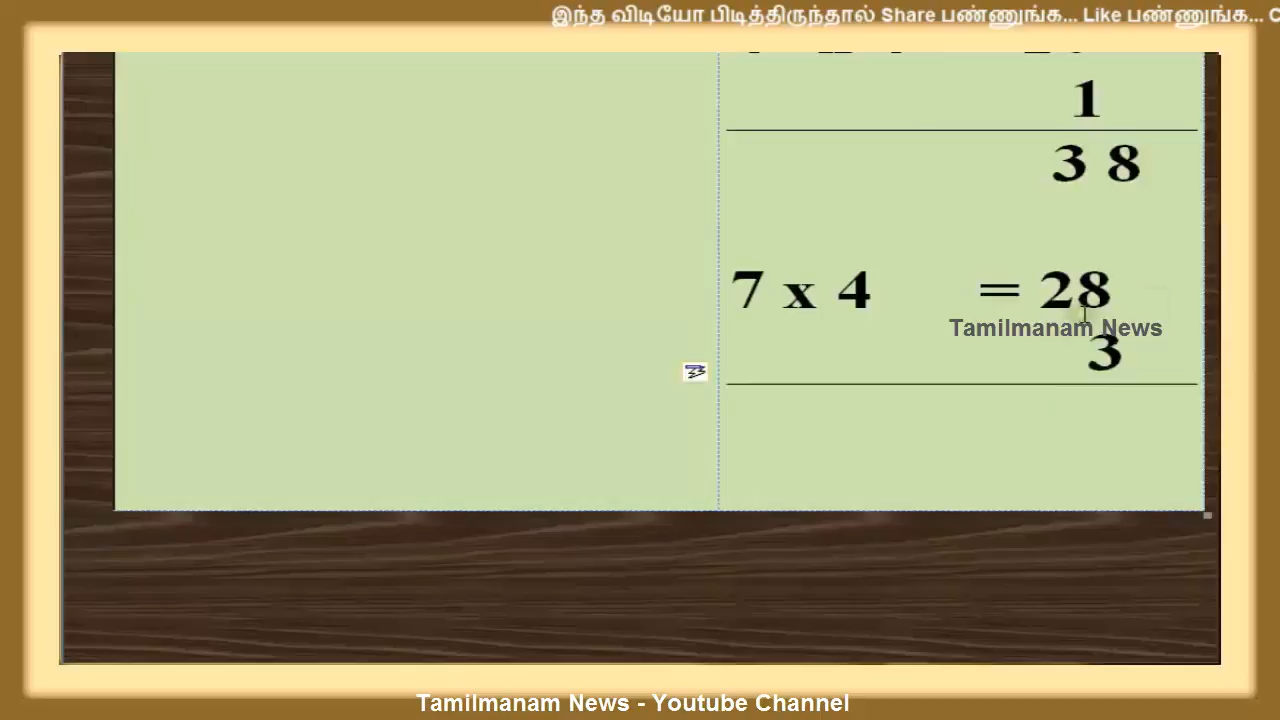 இந்த விடியோ பிடித்திருந்தால் Share பண்ணுங்க... Like பண்ணுங்க...
1
3 8
7 x 4 = 28
Tamilmanam News
3
Tamilmanam News - Youtube Channel